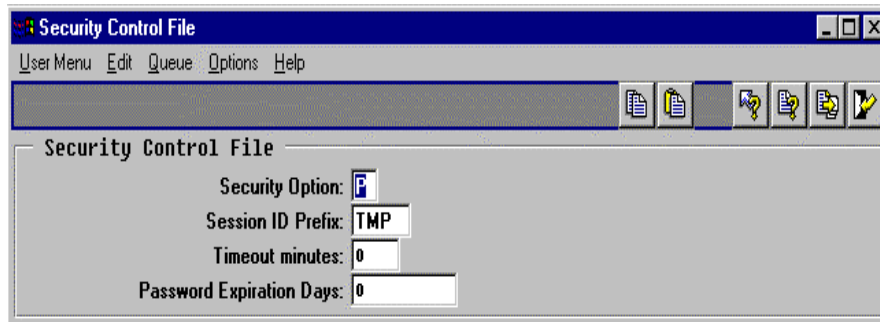 Security Control File
User Menu Edit Queue Options Help
Security Control File
Security Option: P
Session ID Prefix: TMP
Timeout minutes: 0
Password Expiration Days: 0